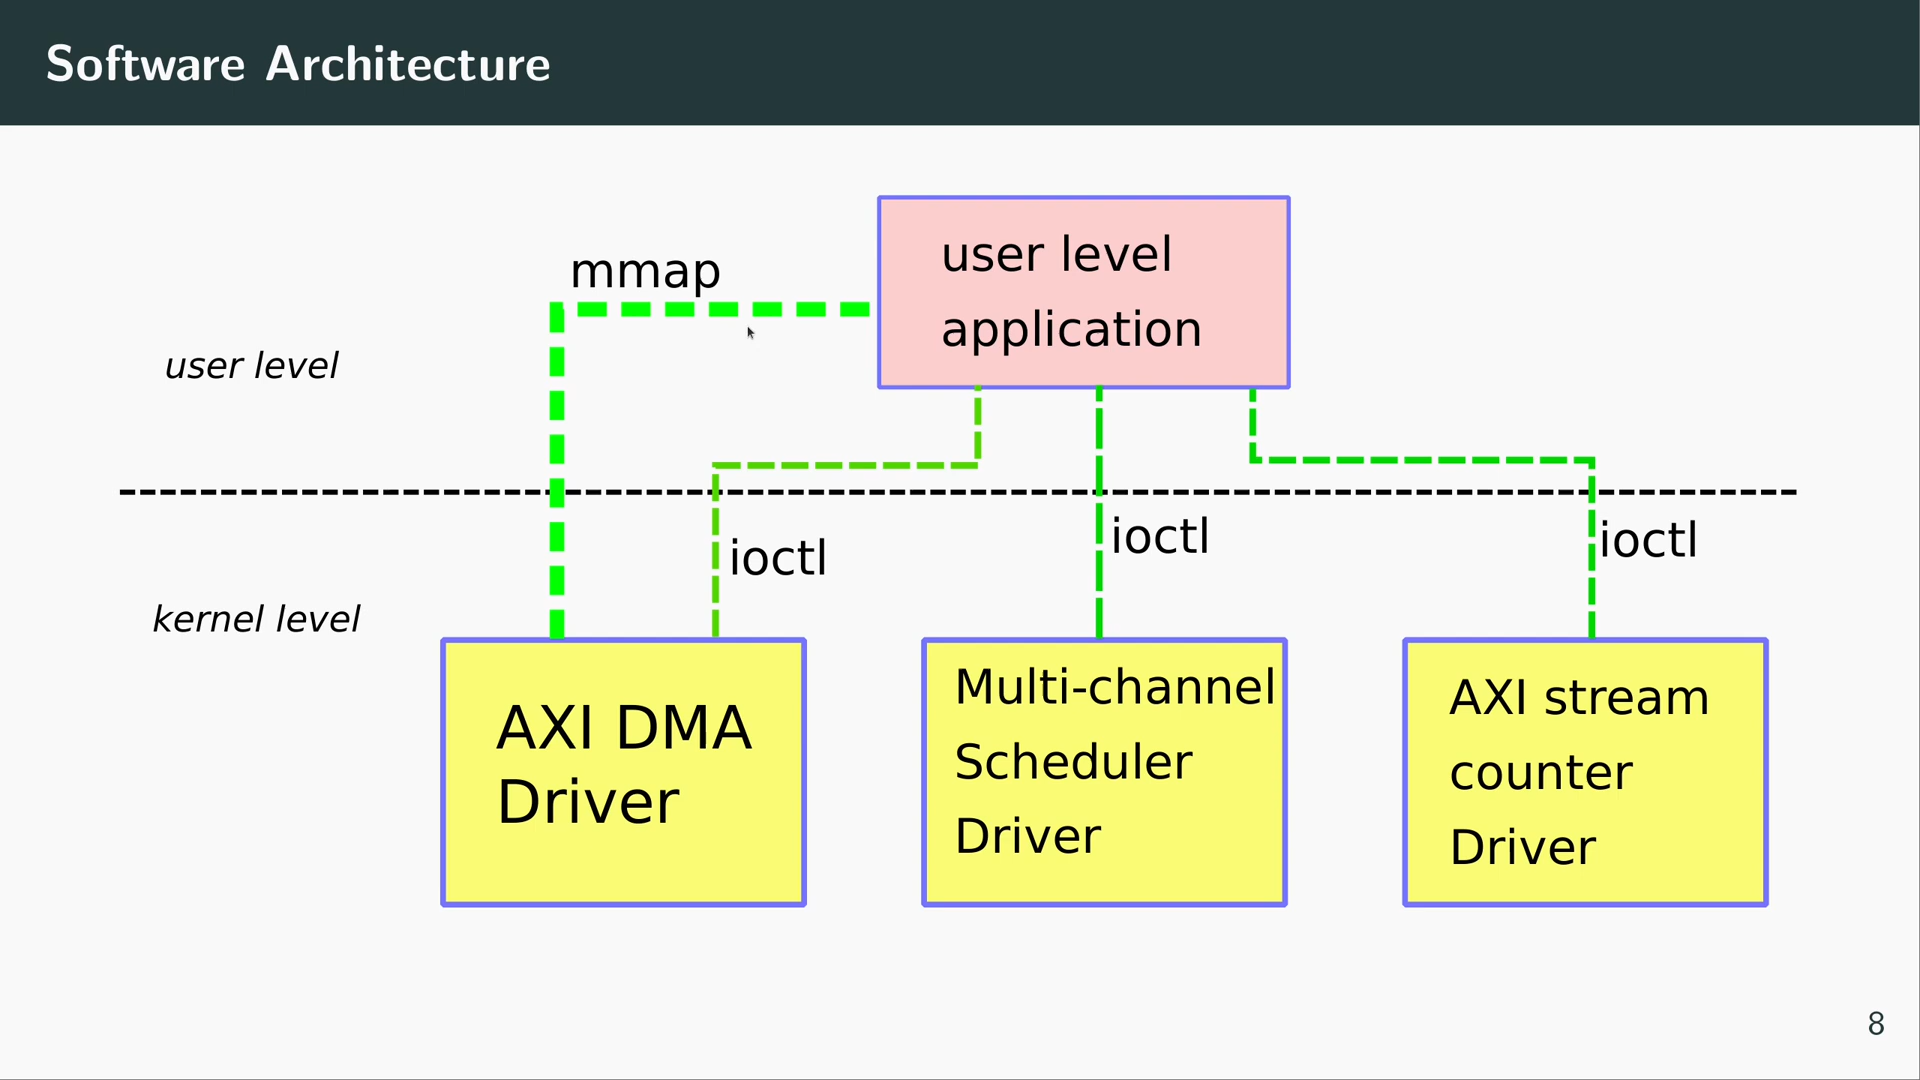 Software Architecture
user level
application
mmap
user level
ioctl
ioctl
ioctl
kernel level
AXI DMA
Driver
Multi-channel
Scheduler
Driver
AXI stream
counter
Driver
8